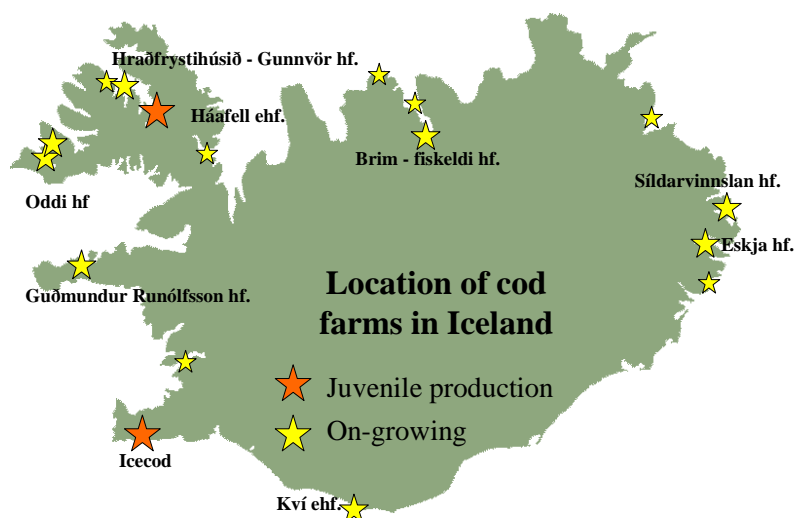 Hraðfrystihúsið - Gunnvör hf.
Háafell ehf.
Brim - fiskeldi hf.
Síldarvinnslan hf.
Oddi hf
Eskja hf.
Guðmundur Runólfsson hf.
Location of cod
farms in Iceland
Juvenile production
On-growing
Icecod
Kví ehf.